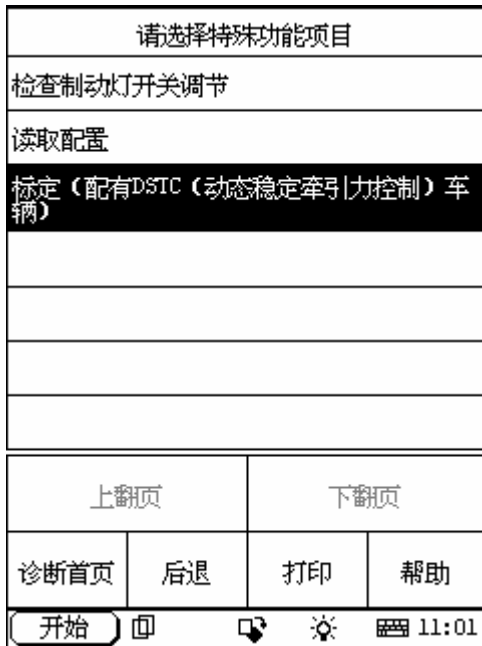 请选择特殊功能项目
检查制动灯开关调节
读取配置
标定（配有DSTC（动态稳定牵引力控制）车
辆）
上翻页
下翻页
诊断首页
后退
打印
帮助
开始
11:01